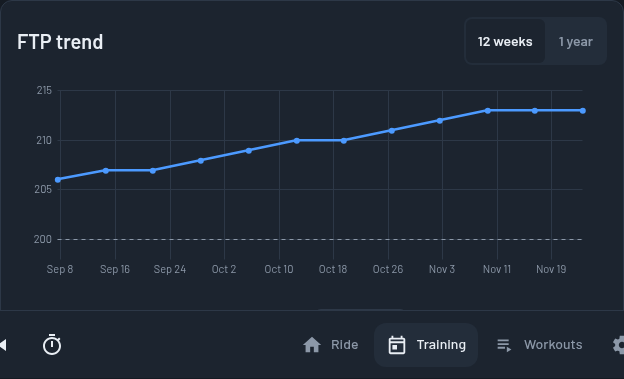 FTP trend
12 weeks 1 year
215
210
205
200
Sep 8 Sep 16 Sep 24 Oct 2 Oct 10 Oct 18 Oct 26 Nov 3 Nov 11 Nov 19
Ride Training Workouts